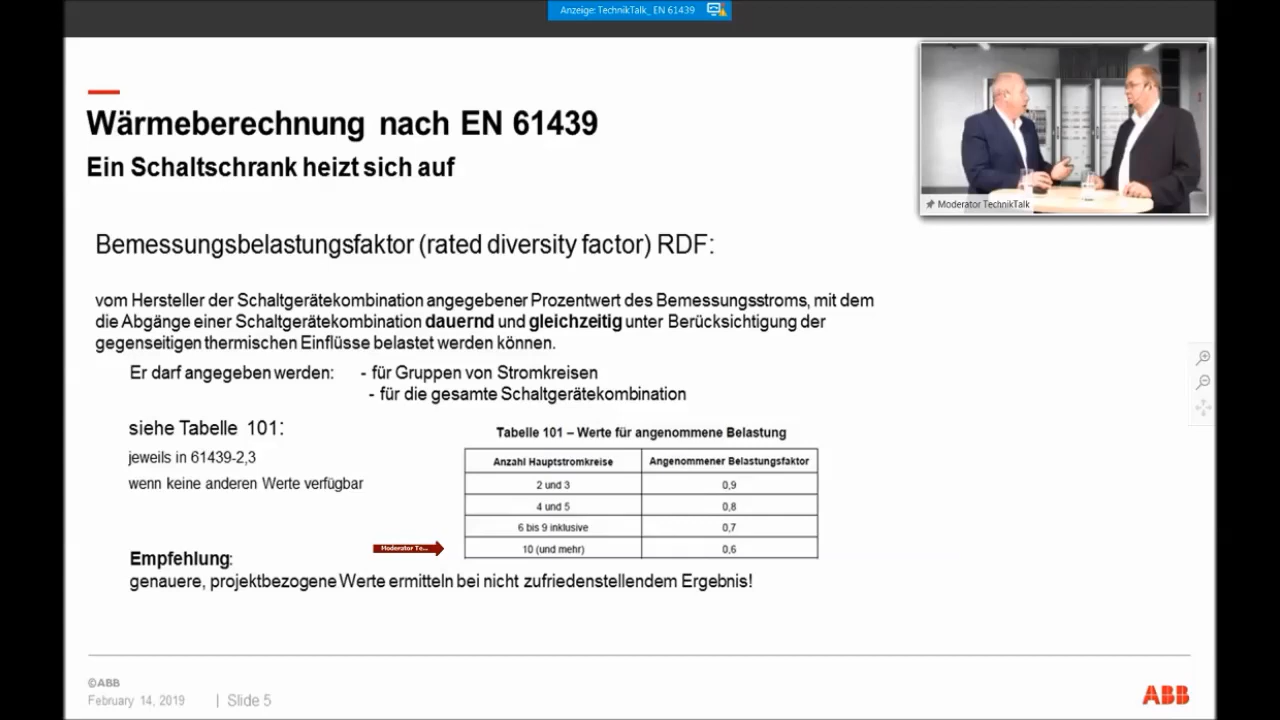 Anzeige: TechnikTalk_ EN 61439
Wärmeberechnung nach EN 61439
Ein Schaltschrank heizt sich auf
Moderator TechnikTalk
Bemessungsbelastungsfaktor (rated diversity factor) RDF:
vom Hersteller der Schaltgerätekombination angegebener Prozentwert des Bemessungsstroms, mit dem
die Abgänge einer Schaltgerätekombination dauernd und gleichzeitig unter Berücksichtigung der
gegenseitigen thermischen Einflüsse belastet werden können.
Er darf angegeben werden: - für Gruppen von Stromkreisen
- für die gesamte Schaltgerätekombination
siehe Tabelle 101:
jeweils in 61439-2,3
wenn keine anderen Werte verfügbar
Tabelle 101 – Werte für angenommene Belastung
Anzahl Hauptstromkreise Angenommener Belastungsfaktor
2 und 3 0,9
4 und 5 0,8
6 bis 9 inklusive 0,7
10 (und mehr) 0,6
Moderator Te...
Empfehlung:
genauere, projektbezogene Werte ermitteln bei nicht zufriedenstellendem Ergebnis!
©ABB
February 14, 2019 | Slide 5
ABB